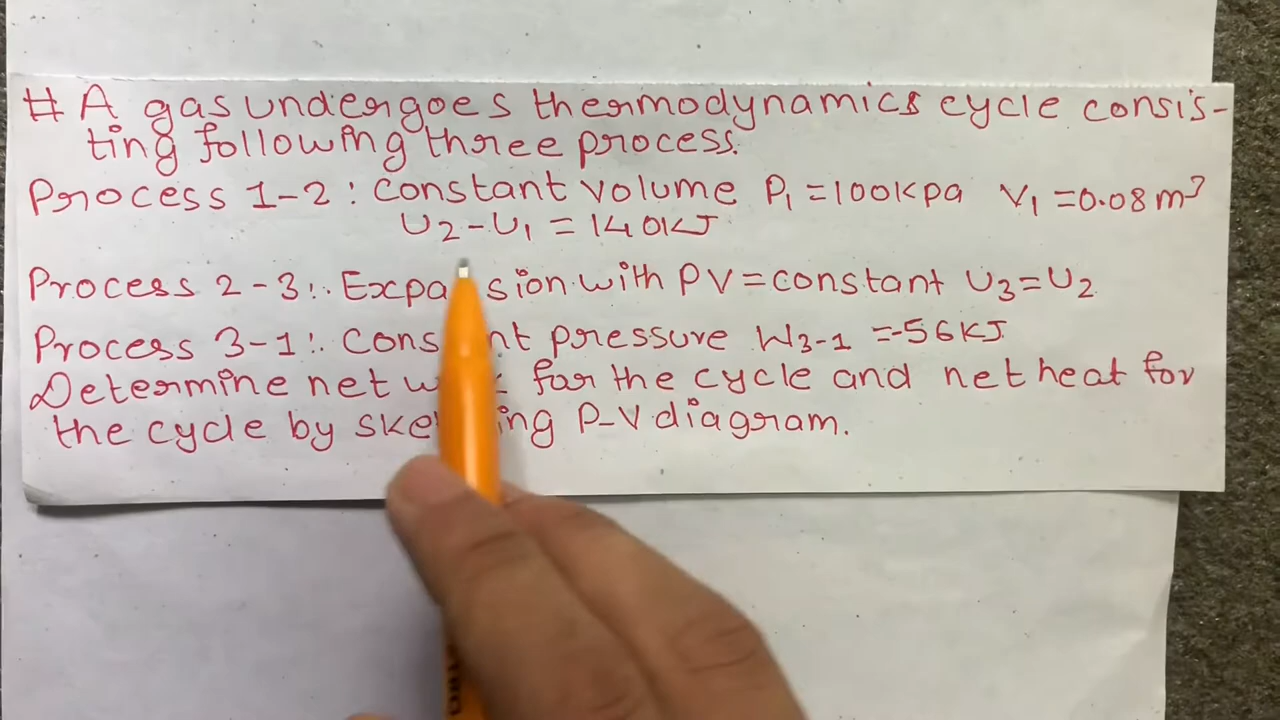 # A gas undergoes thermodynamics cycle consis-
ting following three process.
Process 1-2: constant volume P₁ =100kpa V₁ =0.08m³
U₂-U₁ = 140KJ
Process 2-3:. Expa sion with PV=constant U₃=U₂
Process 3-1:. Cons nt pressure W₃₋₁ =-56KJ.
Determine net w for the cycle and net heat for
the cycle by ske ing P-V diagram.